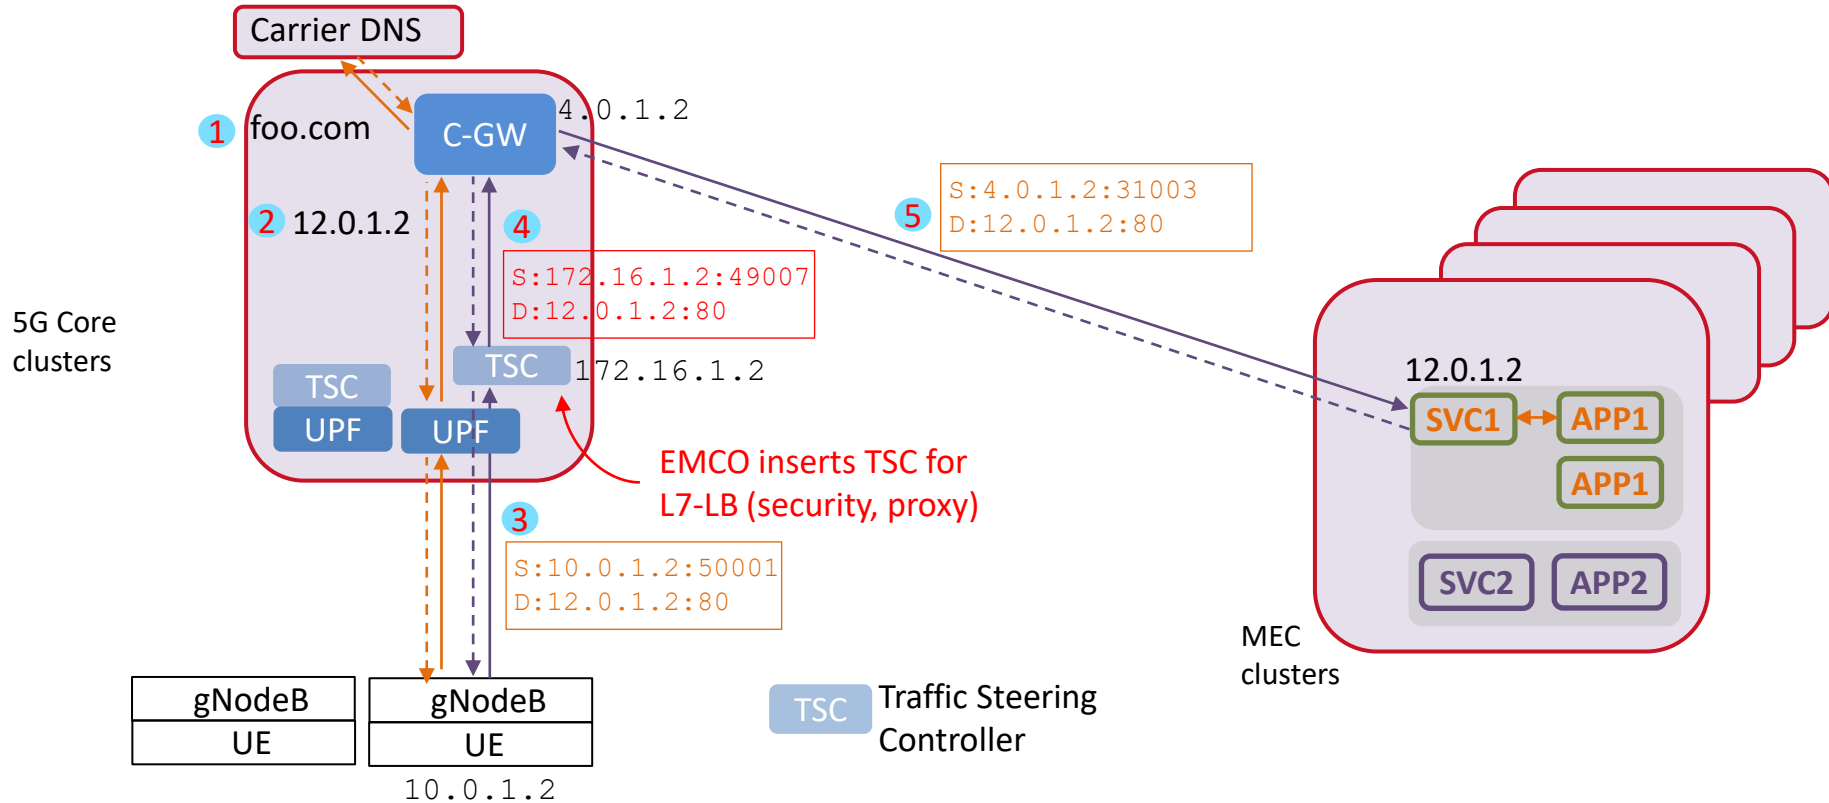 Carrier DNS
1
foo.com
C-GW
4.0.1.2
2
12.0.1.2
4
S:172.16.1.2:49007
D:12.0.1.2:80
5
S:4.0.1.2:31003
D:12.0.1.2:80
5G Core
clusters
TSC
UPF
UPF
TSC
172.16.1.2
EMCO inserts TSC for
L7-LB (security, proxy)
3
S:10.0.1.2:50001
D:12.0.1.2:80
gNodeB
UE
gNodeB
UE
10.0.1.2
TSC
Traffic Steering
Controller
12.0.1.2
SVC1
APP1
APP1
SVC2
APP2
MEC
clusters